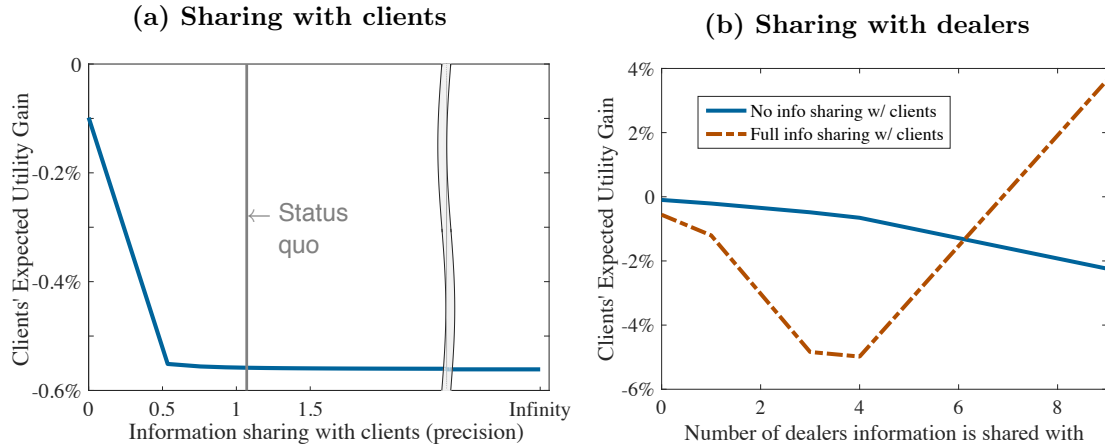 (a) Sharing with clients
Clients' Expected Utility Gain
0
-0.2%
-0.4%
-0.6%
← Status
quo
0
0.5
1
1.5
Infinity
Information sharing with clients (precision)
(b) Sharing with dealers
Clients' Expected Utility Gain
4%
2%
0
-2%
-4%
-6%
No info sharing w/ clients
Full info sharing w/ clients
0
2
4
6
8
Number of dealers information is shared with